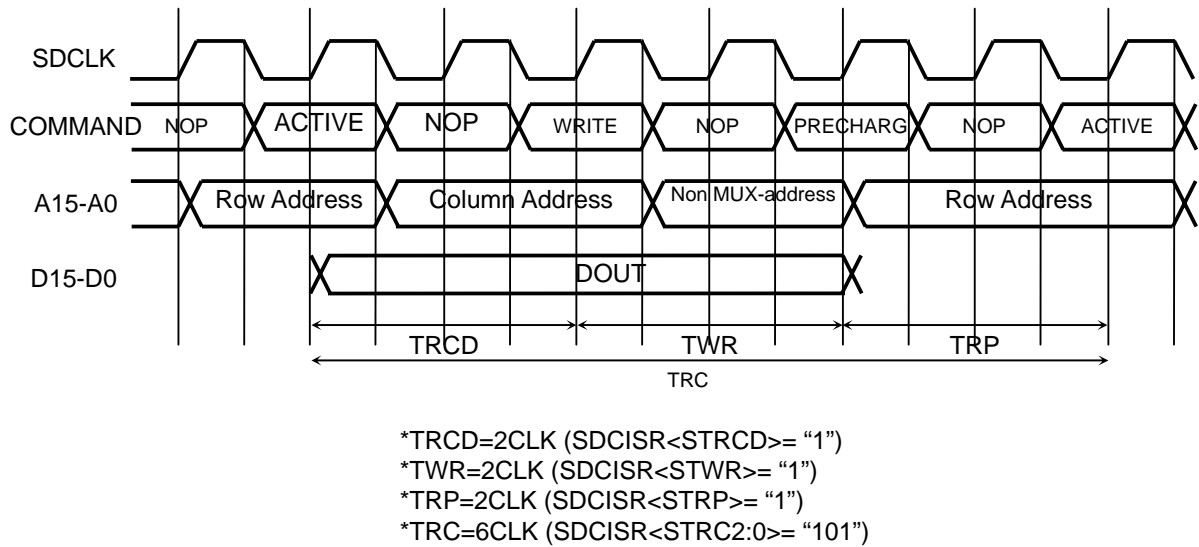 SDCLK
COMMAND NOP ACTIVE NOP WRITE NOP PRECHARG NOP ACTIVE
A15-A0 Row Address Column Address Non MUX-address Row Address
D15-D0 DOUT
TRCD TWR TRP
TRC
*TRCD=2CLK (SDCISR<STRCD>= “1”)
*TWR=2CLK (SDCISR<STWR>= “1”)
*TRP=2CLK (SDCISR<STRP>= “1”)
*TRC=6CLK (SDCISR<STRC2:0>= “101”)